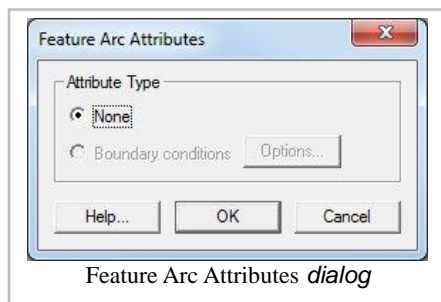 Feature Arc Attributes
Attribute Type
None
Boundary conditions Options...
Help... OK Cancel
Feature Arc Attributes dialog